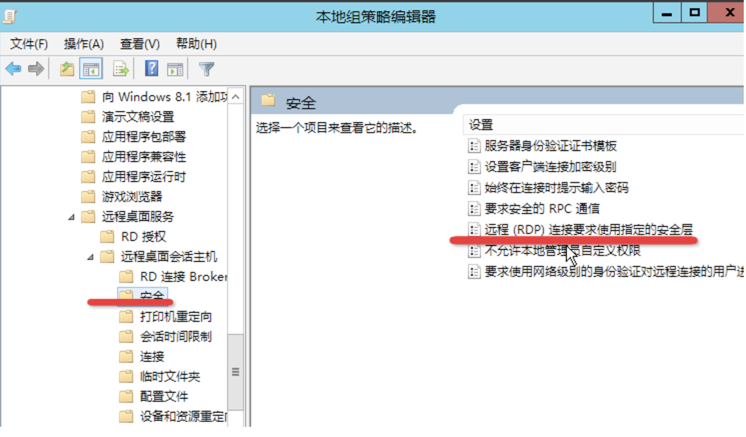 本地组策略编辑器
文件(F) 操作(A) 查看(V) 帮助(H)
向 Windows 8.1 添加
演示文稿设置
应用程序包部署
应用程序兼容性
应用程序运行时
游戏浏览器
远程桌面服务
RD 授权
远程桌面会话主机
RD 连接 Broker
安全
打印机重定向
会话时间限制
连接
临时文件夹
配置文件
设备和资源重定
安全
选择一个项目来查看它的描述。
设置
服务器身份验证证书模板
设置客户端连接加密级别
始终在连接时提示输入密码
要求安全的 RPC 通信
远程 (RDP) 连接要求使用指定的安全层
不允许本地管理员自定义权限
要求使用网络级别的身份验证对远程连接的用户